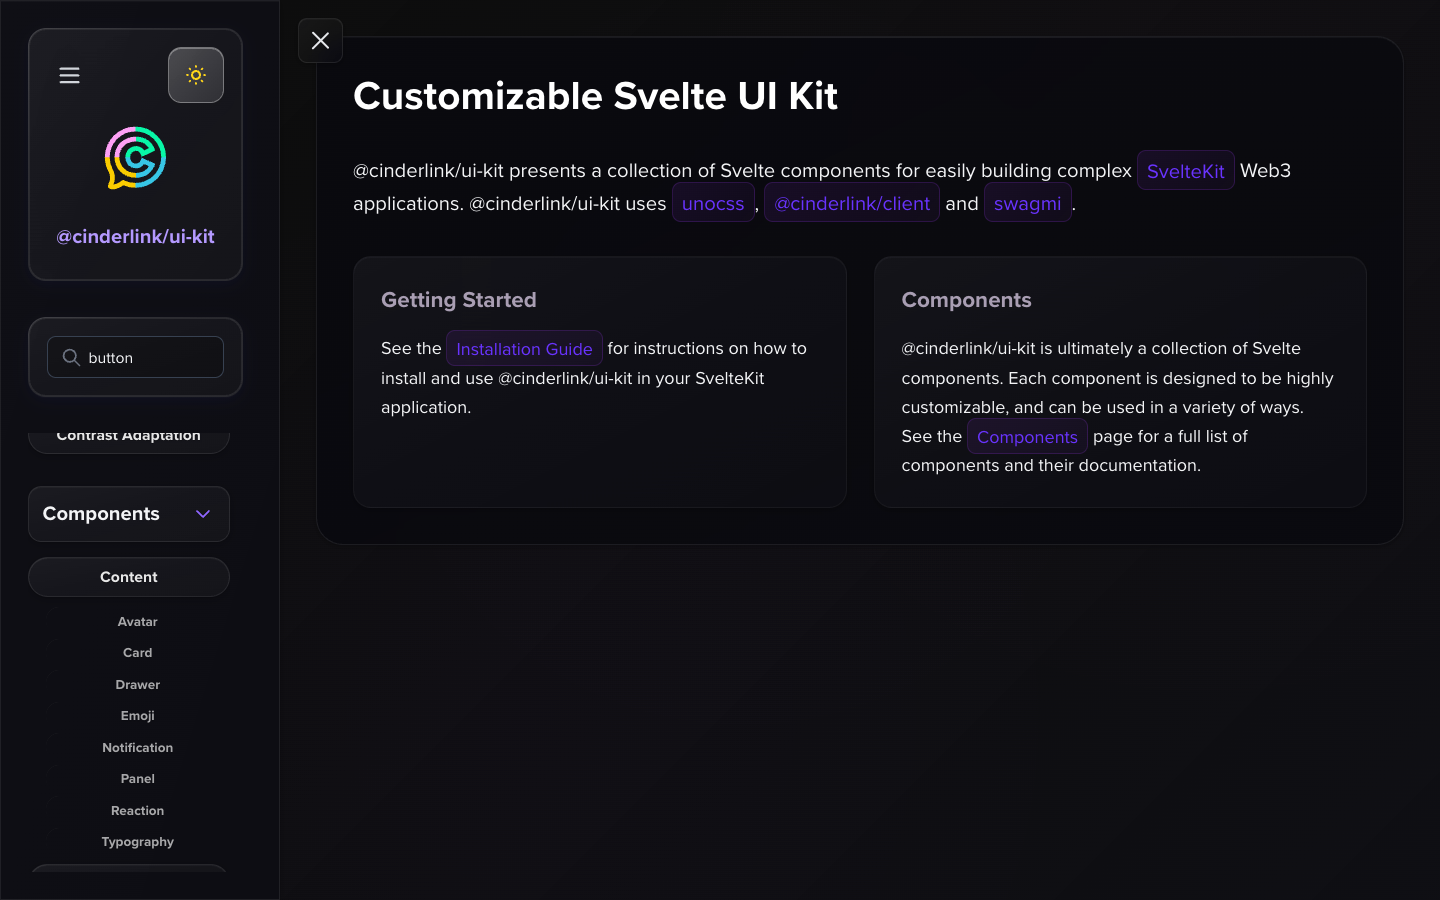 @cinderlink/ui-kit
button
Contrast Adaptation
Components
Content
Avatar
Card
Drawer
Emoji
Notification
Panel
Reaction
Typography
Customizable Svelte UI Kit
@cinderlink/ui-kit presents a collection of Svelte components for easily building complex SvelteKit Web3
applications. @cinderlink/ui-kit uses unocss, @cinderlink/client and swagmi.
Getting Started
See the Installation Guide for instructions on how to
install and use @cinderlink/ui-kit in your SvelteKit
application.
Components
@cinderlink/ui-kit is ultimately a collection of Svelte
components. Each component is designed to be highly
customizable, and can be used in a variety of ways.
See the Components page for a full list of
components and their documentation.